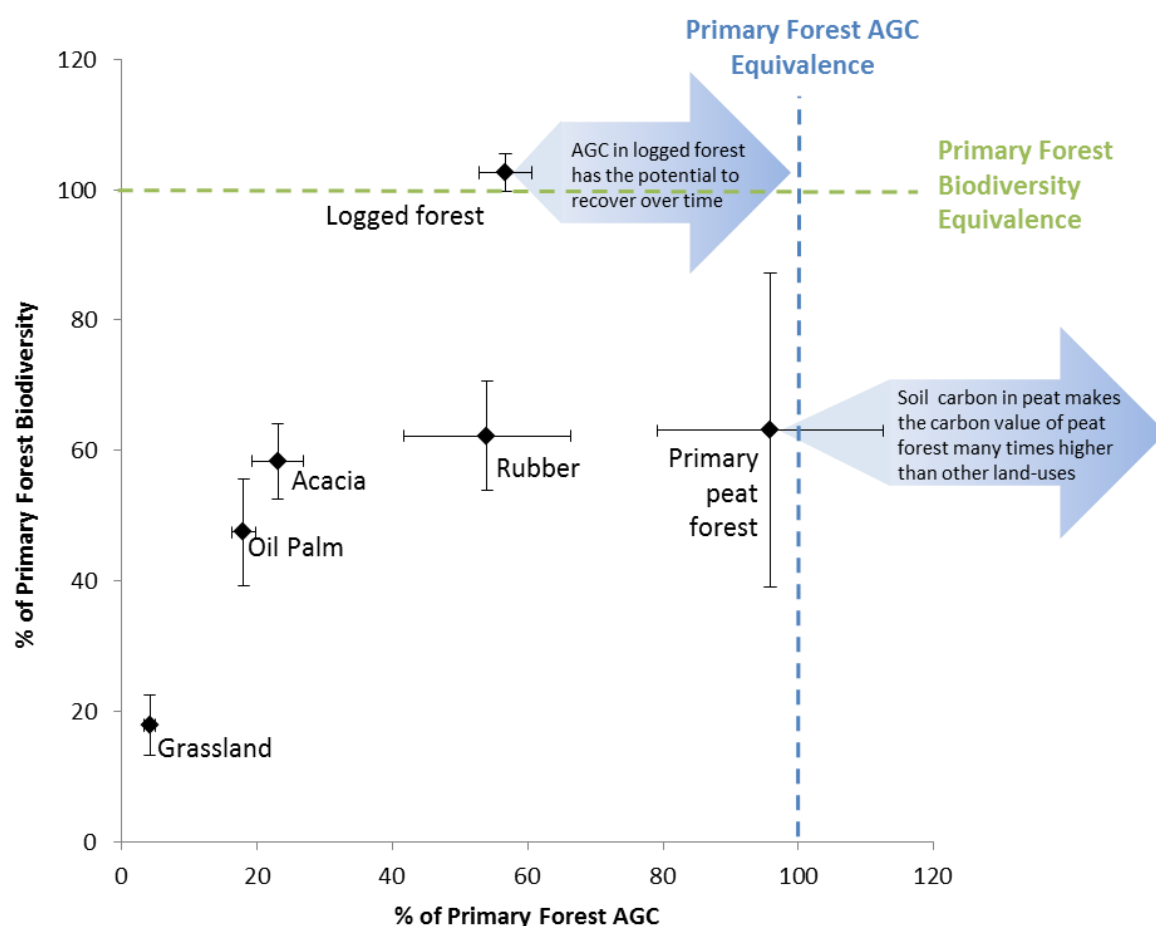 Primary Forest AGC
Equivalence
120
100
80
60
40
20
0
% of Primary Forest Biodiversity
AGC in logged forest
has the potential to
recover over time
Primary Forest
Biodiversity
Equivalence
Logged forest
Soil carbon in peat makes
the carbon value of peat
forest many times higher
than other land-uses
Primary
peat
forest
Rubber
Acacia
Oil Palm
Grassland
0
20
40
60
80
100
120
% of Primary Forest AGC